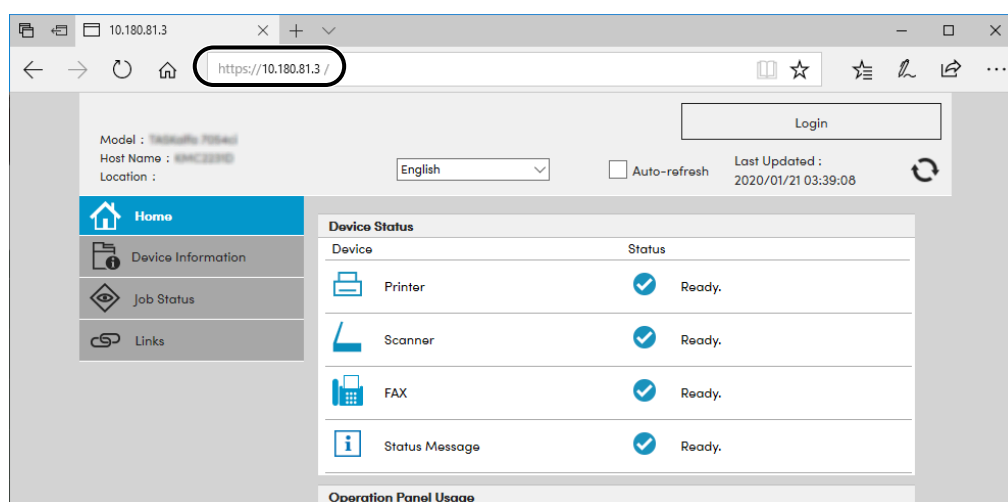 10.180.81.3
https://10.180.81.3 /
Login
Model :
Host Name :
Location :
English
Auto-refresh
Last Updated :
2020/01/21 03:39:08
Home
Device Information
Job Status
Links
Device Status
Device Status
Printer Ready.
Scanner Ready.
FAX Ready.
Status Message Ready.
Operation Panel Usage